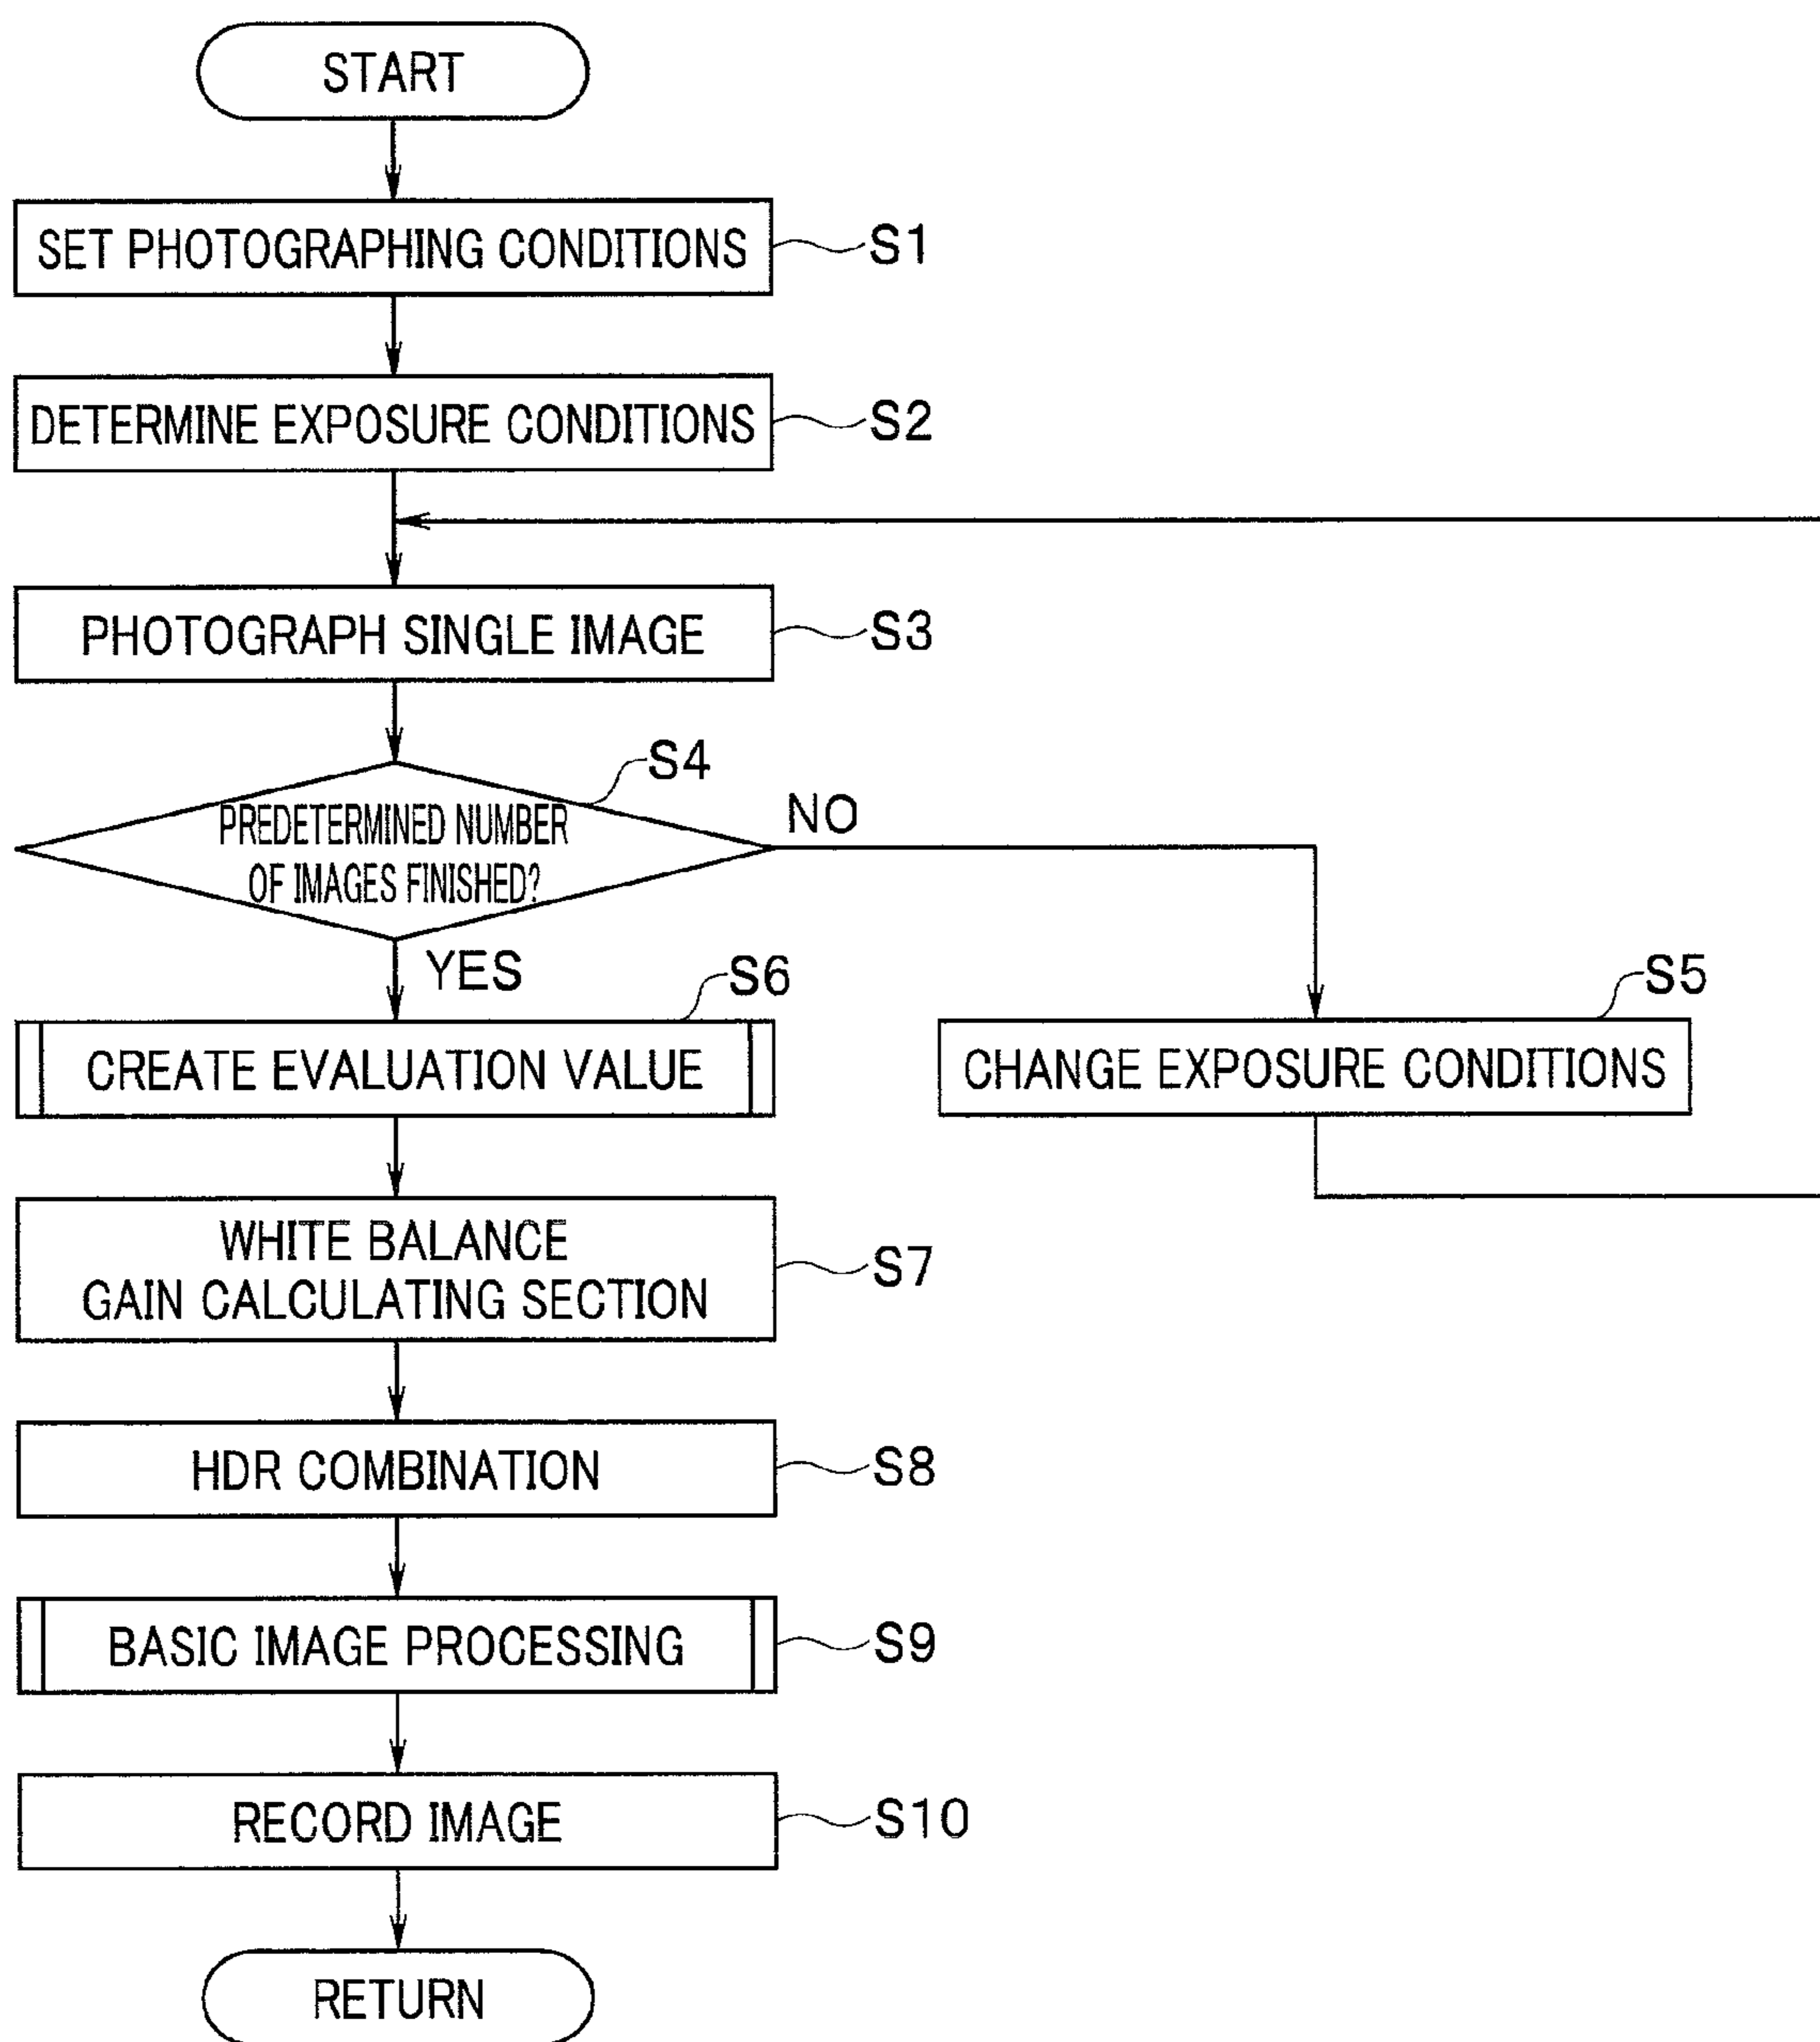 START
SET PHOTOGRAPHING CONDITIONS
S1
DETERMINE EXPOSURE CONDITIONS
S2
PHOTOGRAPH SINGLE IMAGE
S3
S4
PREDETERMINED NUMBER
OF IMAGES FINISHED?
NO
YES
S6
CREATE EVALUATION VALUE
S5
CHANGE EXPOSURE CONDITIONS
WHITE BALANCE
GAIN CALCULATING SECTION
S7
HDR COMBINATION
S8
BASIC IMAGE PROCESSING
S9
RECORD IMAGE
S10
RETURN